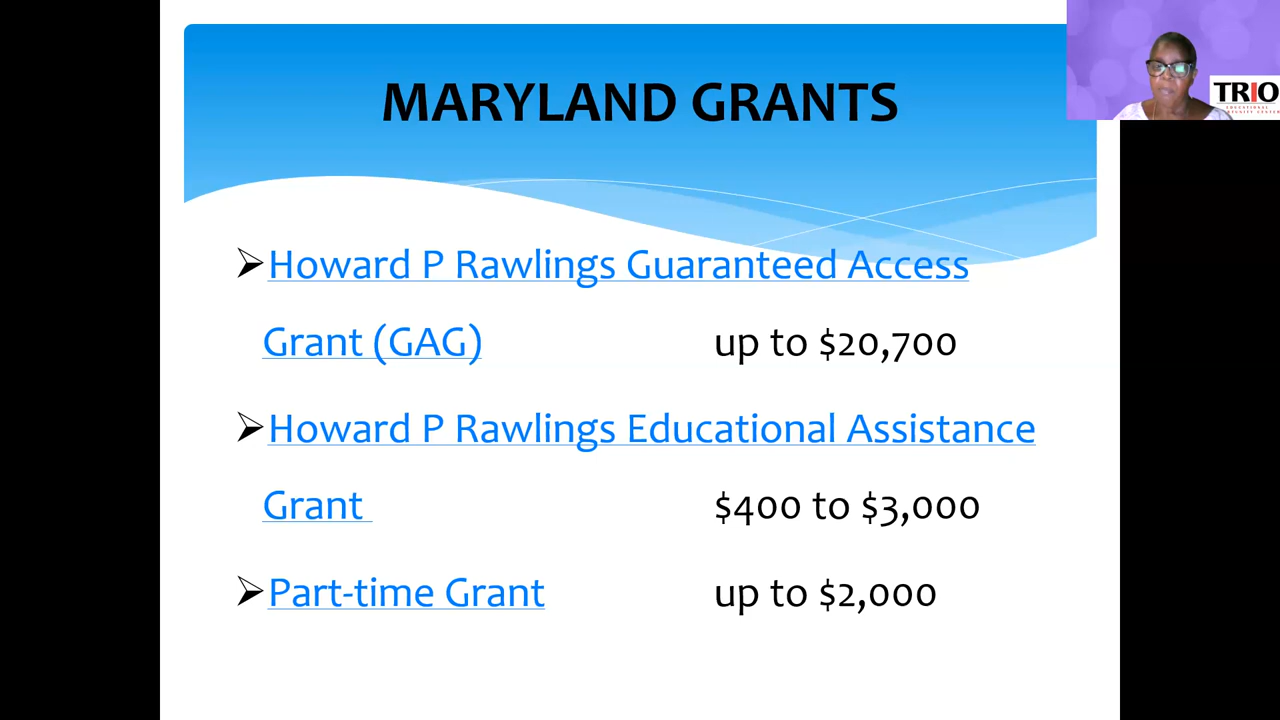 MARYLAND GRANTS
TRIO
➢Howard P Rawlings Guaranteed Access
Grant (GAG) up to $20,700
➢Howard P Rawlings Educational Assistance
Grant $400 to $3,000
➢Part-time Grant up to $2,000